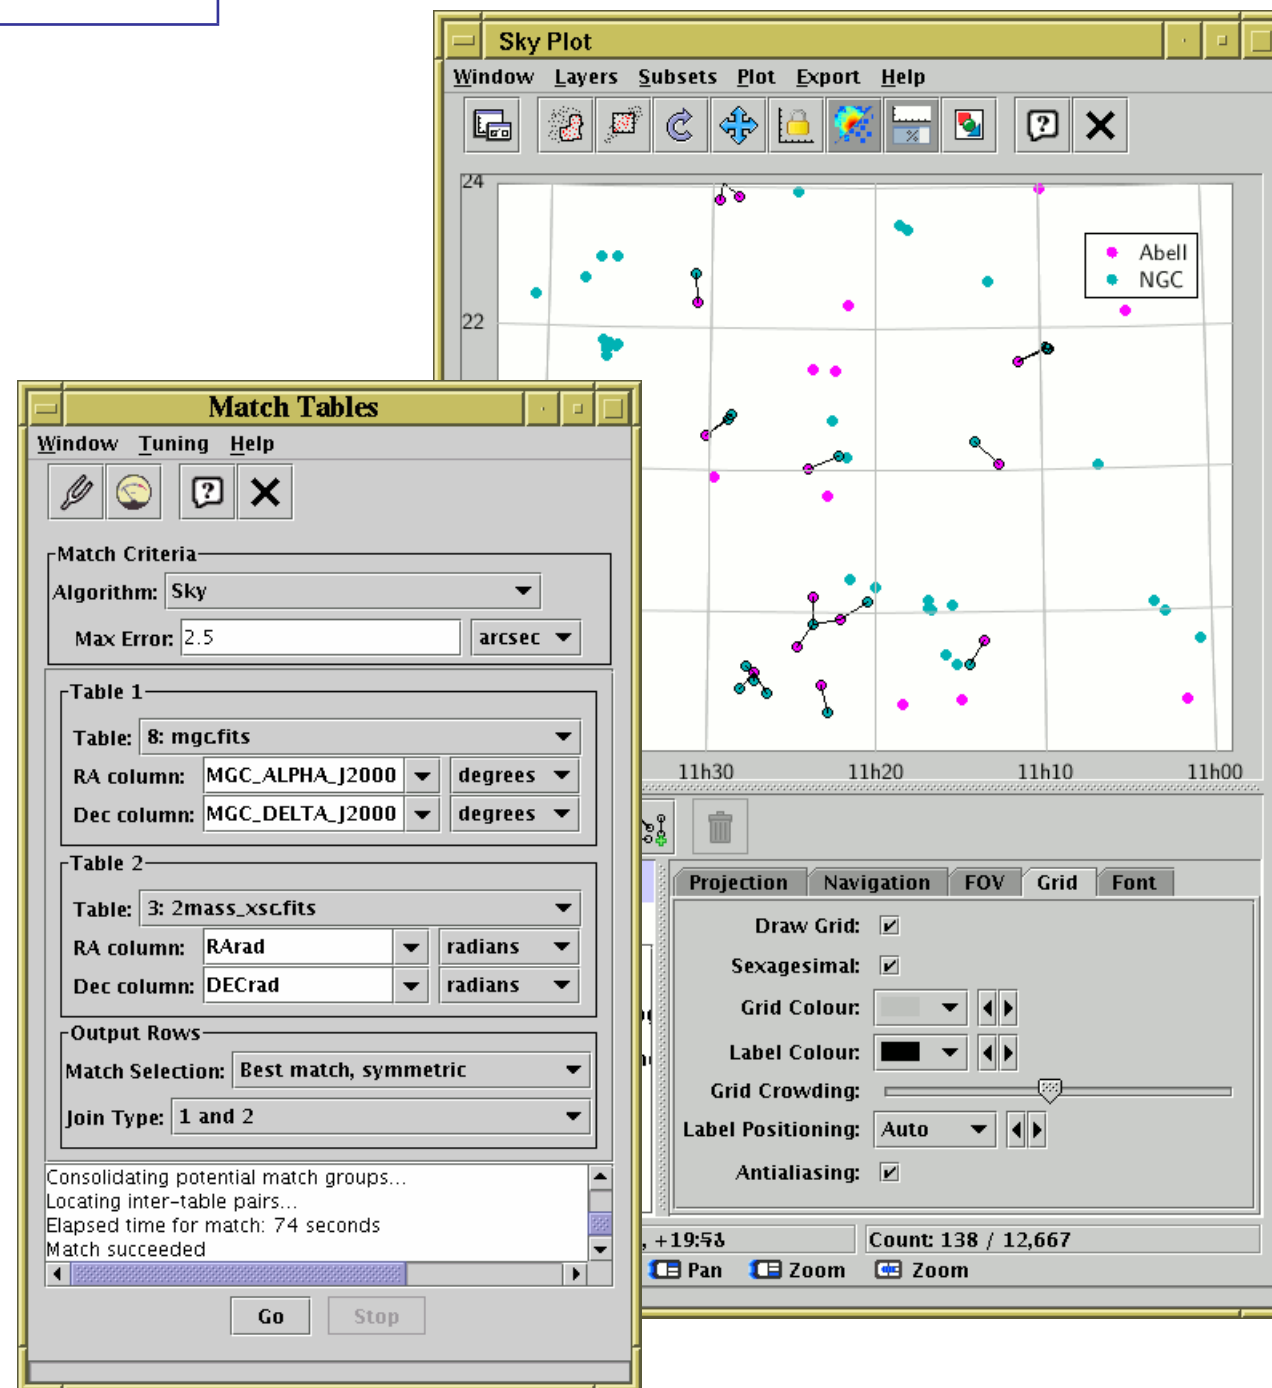 Sky Plot
Window Layers Subsets Plot Export Help
24
Abell
NGC
22
11h30 11h20 11h10 11h00
Match Tables
Window Tuning Help
Match Criteria
Algorithm: Sky
Max Error: 2.5 arcsec
Table 1
Table: 8: mgc.fits
RA column: MGC_ALPHA_J2000 degrees
Dec column: MGC_DELTA_J2000 degrees
Table 2
Table: 3: 2mass_xsc.fits
RA column: RArad radians
Dec column: DECrad radians
Output Rows
Match Selection: Best match, symmetric
Join Type: 1 and 2
Consolidating potential match groups...
Locating inter-table pairs...
Elapsed time for match: 74 seconds
Match succeeded
Go Stop
Projection Navigation FOV Grid Font
Draw Grid:
Sexagesimal:
Grid Colour:
Label Colour:
Grid Crowding:
Label Positioning: Auto
Antialiasing:
Count: 138 / 12,667
Pan Zoom Zoom